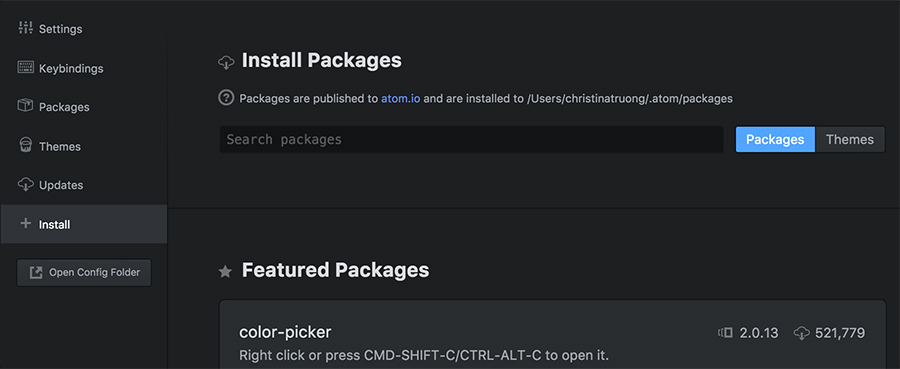 Settings
Keybindings
Packages
Themes
Updates
Install
Open Config Folder
Install Packages
? Packages are published to atom.io and are installed to /Users/christinatruong/.atom/packages
Search packages
Packages Themes
Featured Packages
color-picker
2.0.13 521,779
Right click or press CMD-SHIFT-C/CTRL-ALT-C to open it.